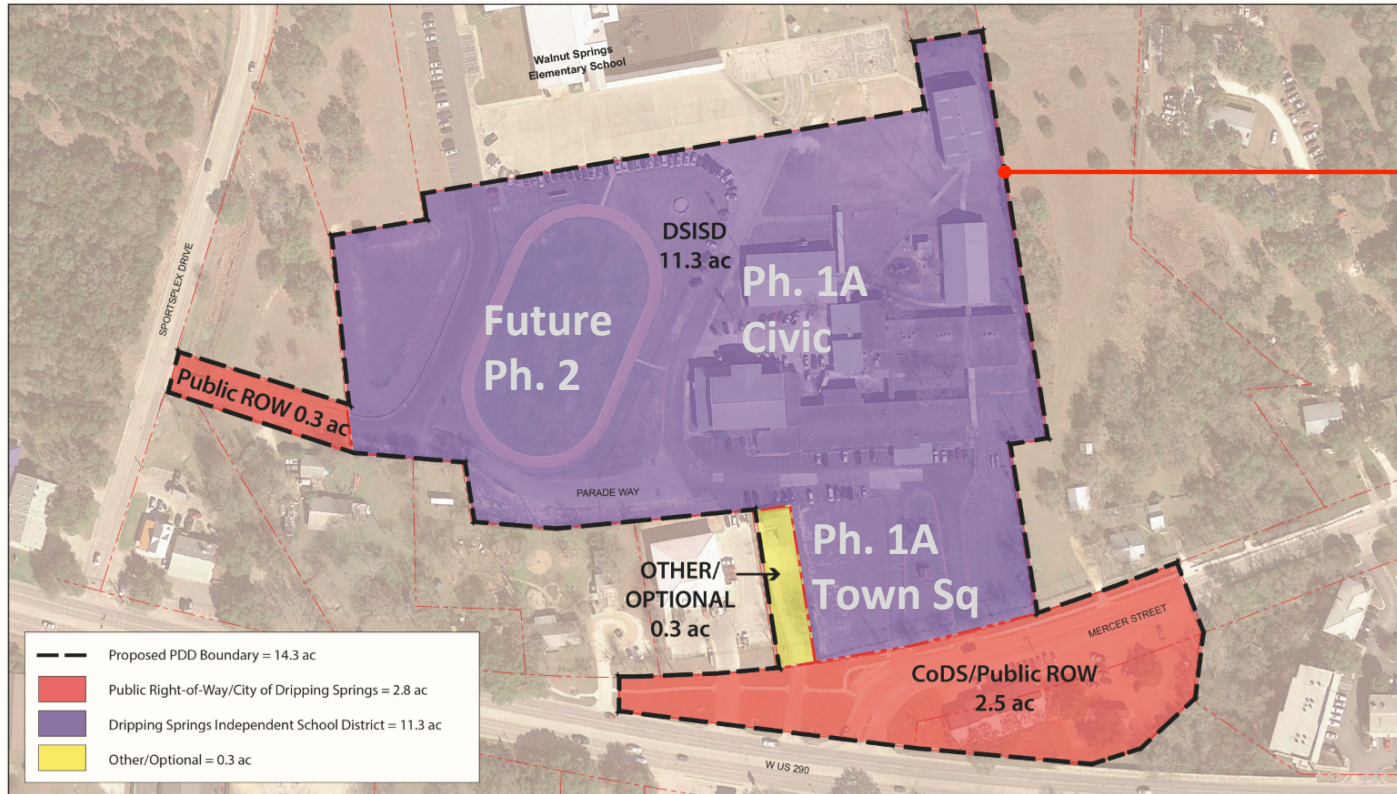 Walnut Springs
Elementary School
DSISD
11.3 ac
SPORTSPLEX DRIVE
Ph. 1A
Civic
Future
Ph. 2
Public ROW 0.3 ac
PARADE WAY
Ph. 1A
Town Sq
OTHER/
OPTIONAL
0.3 ac
MERCER STREET
CoDS/Public ROW
2.5 ac
W US 290
Proposed PDD Boundary = 14.3 ac
Public Right-of-Way/City of Dripping Springs = 2.8 ac
Dripping Springs Independent School District = 11.3 ac
Other/Optional = 0.3 ac